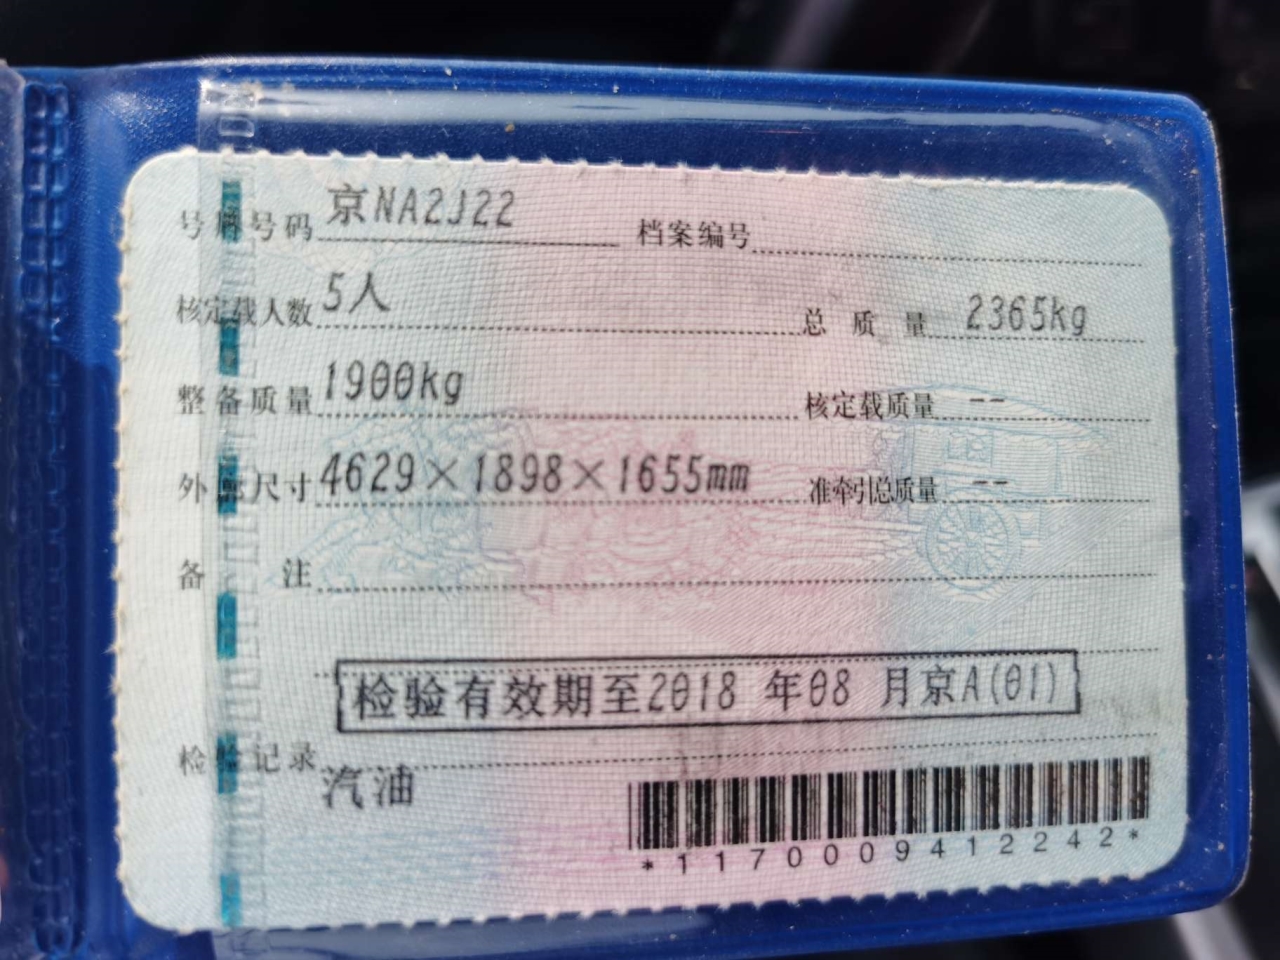 号牌号码 京NA2J22 档案编号
核定载人数 5人 总质量 2365kg
整备质量 1900kg 核定载质量 --
外廓尺寸 4629×1898×1655mm 准牵引总质量 --
备注
检验有效期至2018 年08 月京A(01)
检验记录
汽油
*1170009412242*